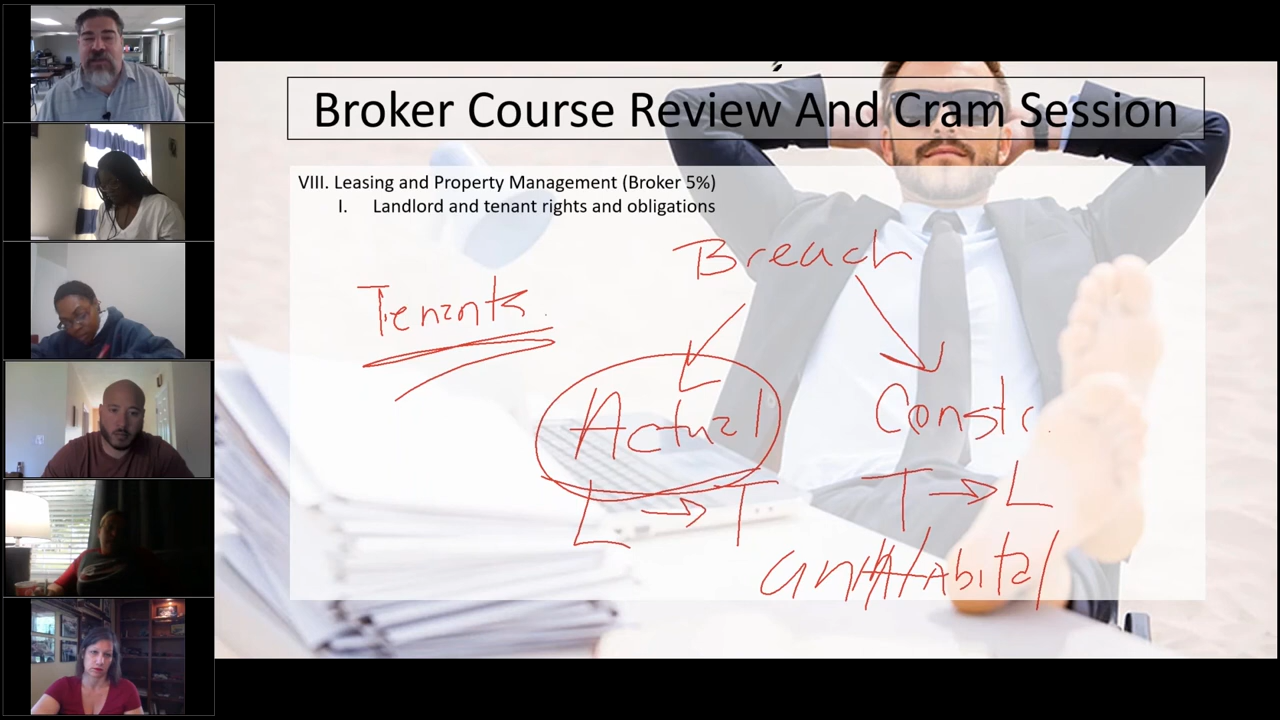 Broker Course Review And Cram Session
VIII. Leasing and Property Management (Broker 5%)
I. Landlord and tenant rights and obligations
Breach
Tenants
Actual
Constr.
L → T
T → L